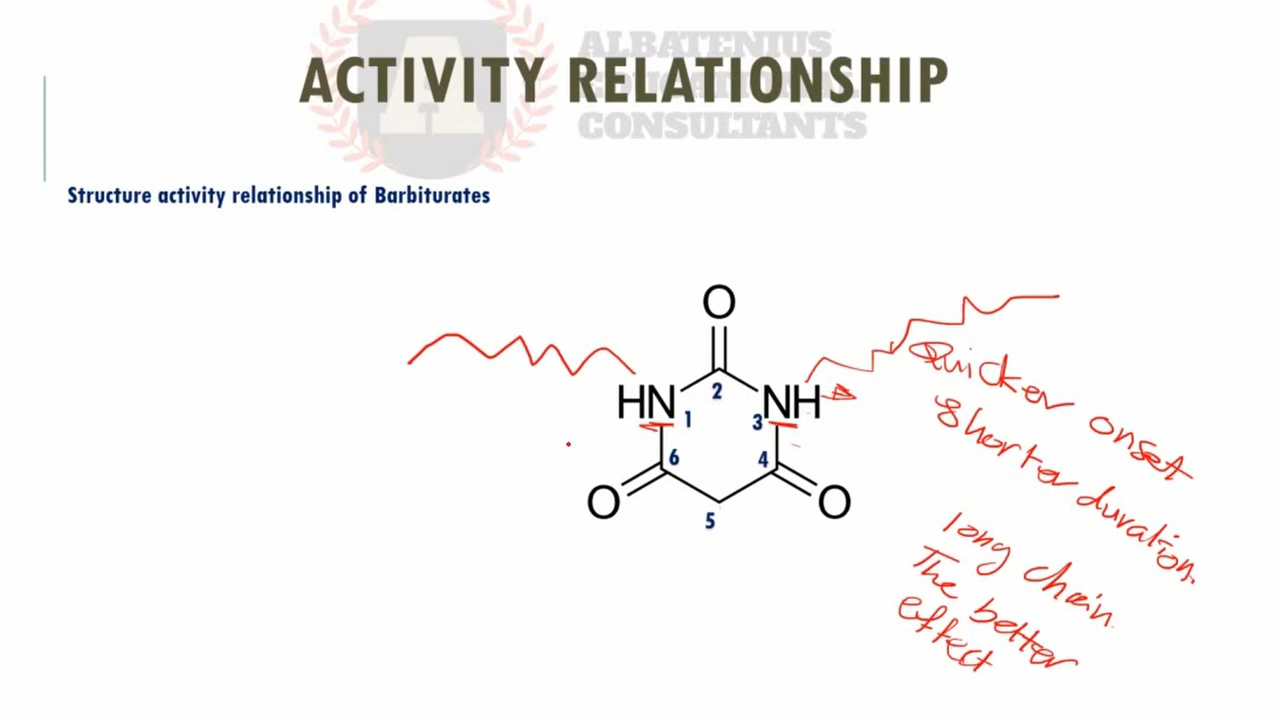 ALBATENIUS
ACTIVITY RELATIONSHIP
CONSULTANTS
Structure activity relationship of Barbiturates
O
HN 1
2
3 NH
6
4
O
5
O
Quicker onset
Shorter duration.
long chain.
The better
effect